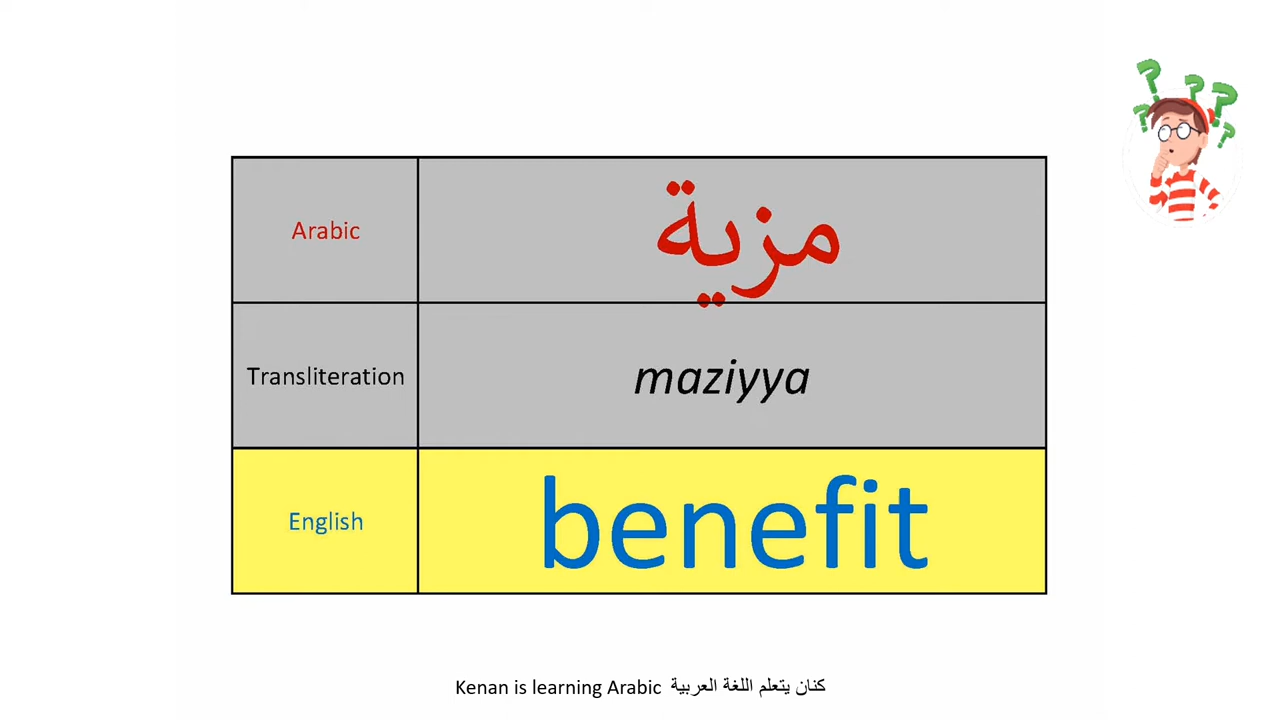 Arabic مزية
Transliteration maziyya
English benefit
Kenan is learning Arabic كنان يتعلم اللغة العربية